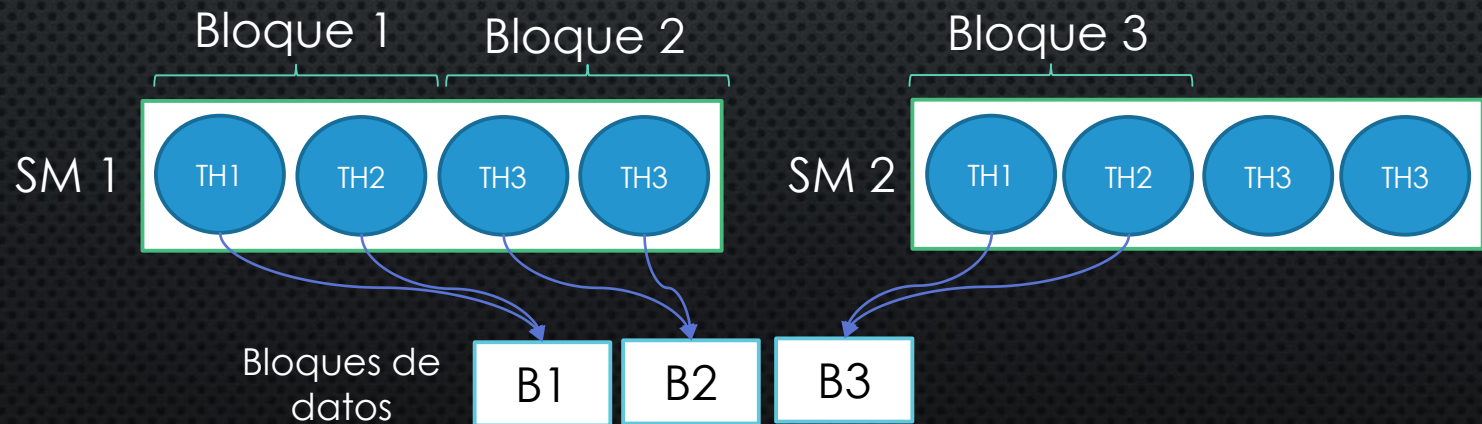 Bloque 1
Bloque 2
Bloque 3
SM 1
TH1
TH2
TH3
TH3
SM 2
TH1
TH2
TH3
TH3
Bloques de
datos
B1
B2
B3